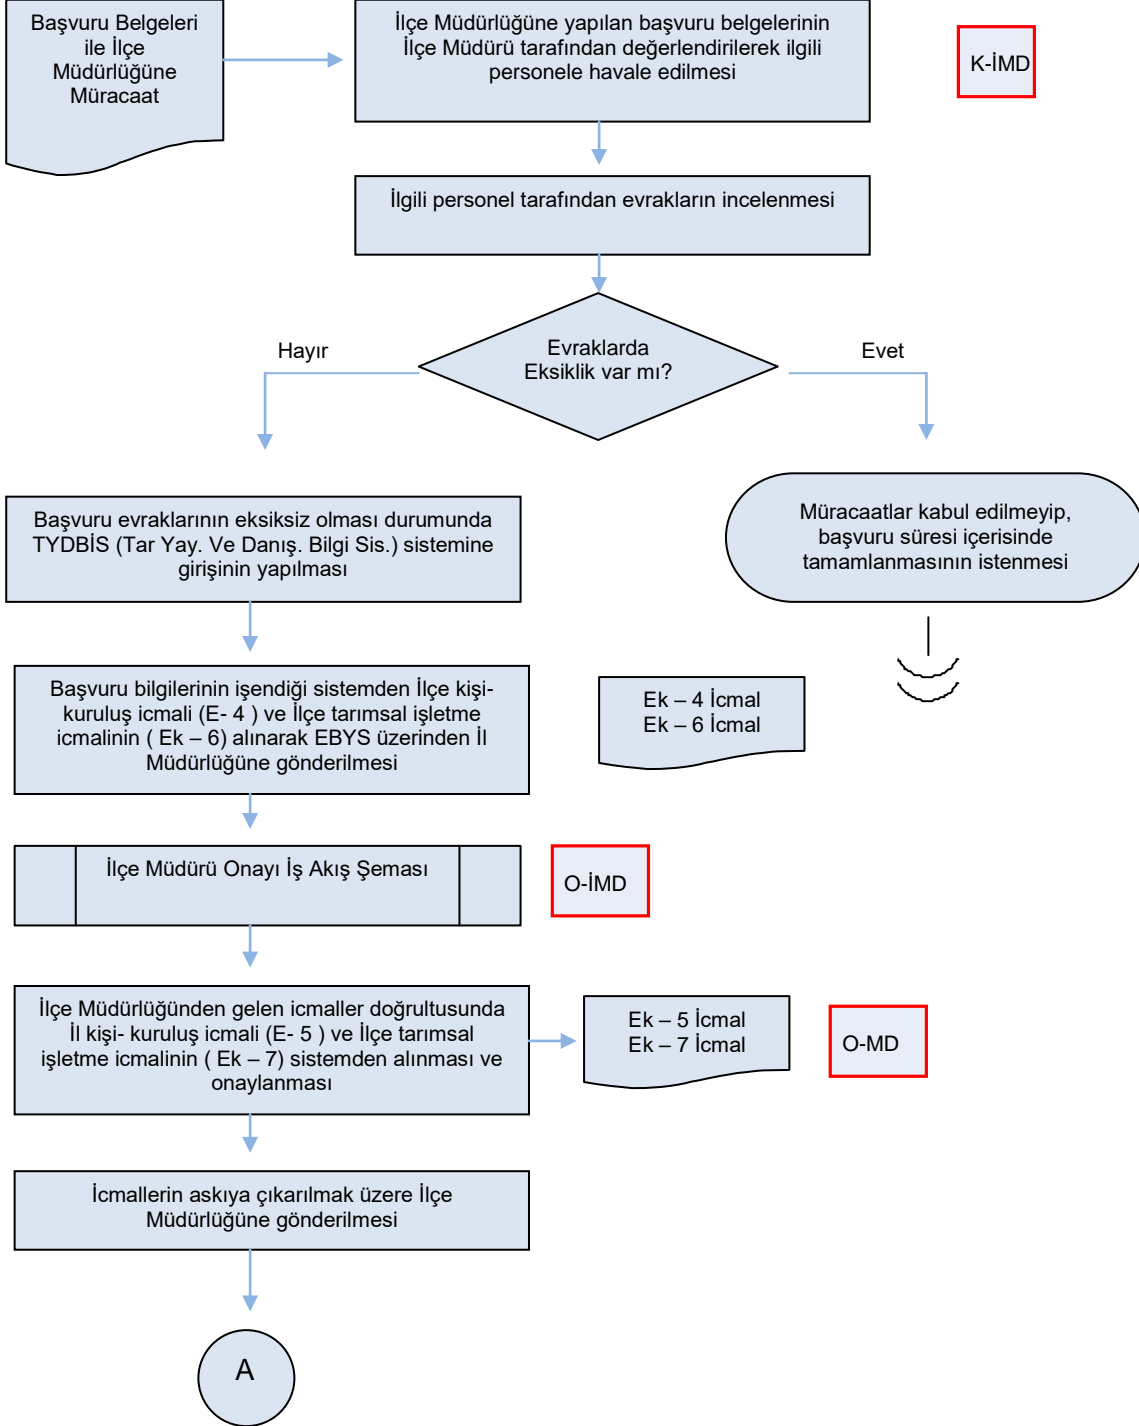 Başvuru Belgeleri
ile İlçe
Müdürlüğüne
Müracaat
İlçe Müdürlüğüne yapılan başvuru belgelerinin
İlçe Müdürü tarafından değerlendirilerek ilgili
personele havale edilmesi
K-İMD
İlgili personel tarafından evrakların incelenmesi
Evraklarda
Eksiklik var mı?
Hayır
Evet
Başvuru evraklarının eksiksiz olması durumunda
TYDBİS (Tar Yay. Ve Danış. Bilgi Sis.) sistemine
girişinin yapılması
Müracaatlar kabul edilmeyip,
başvuru süresi içerisinde
tamamlanmasının istenmesi
Başvuru bilgilerinin işendiği sistemden İlçe kişi-
kuruluş icmali (E- 4 ) ve İlçe tarımsal işletme
icmalinin ( Ek – 6) alınarak EBYS üzerinden İl
Müdürlüğüne gönderilmesi
Ek – 4 İcmal
Ek – 6 İcmal
İlçe Müdürü Onayı İş Akış Şeması
O-İMD
İlçe Müdürlüğünden gelen icmaller doğrultusunda
İl kişi- kuruluş icmali (E- 5 ) ve İlçe tarımsal
işletme icmalinin ( Ek – 7) sistemden alınması ve
onaylanması
Ek – 5 İcmal
Ek – 7 İcmal
O-MD
İcmallerin askıya çıkarılmak üzere İlçe
Müdürlüğüne gönderilmesi
A